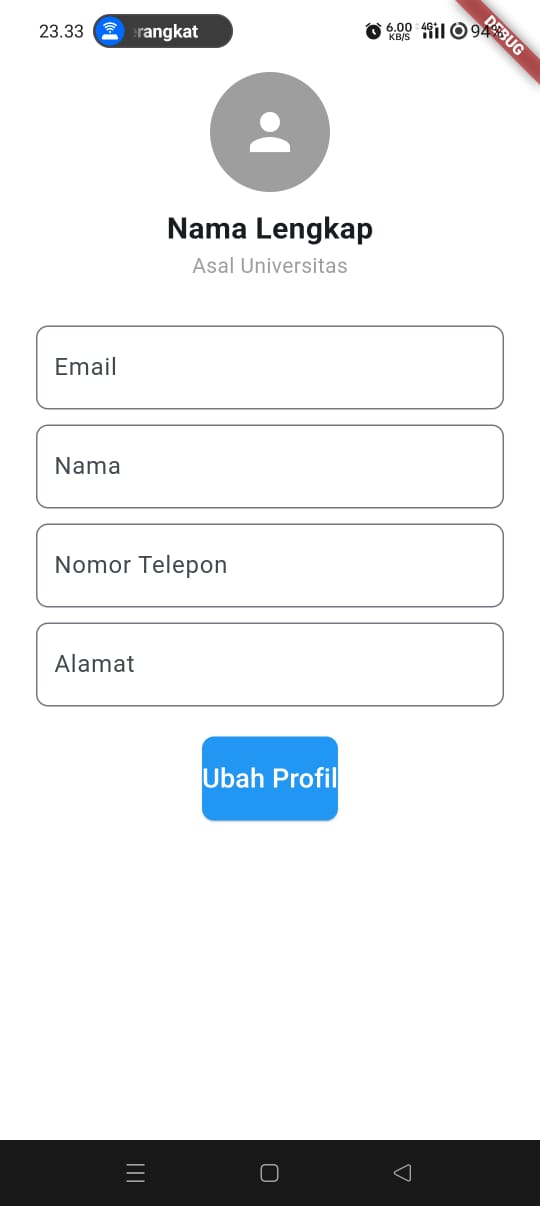 23.33 erangkat 6.00 KB/S 4G+ 94%
DEBUG
Nama Lengkap
Asal Universitas
Email
Nama
Nomor Telepon
Alamat
Ubah Profil